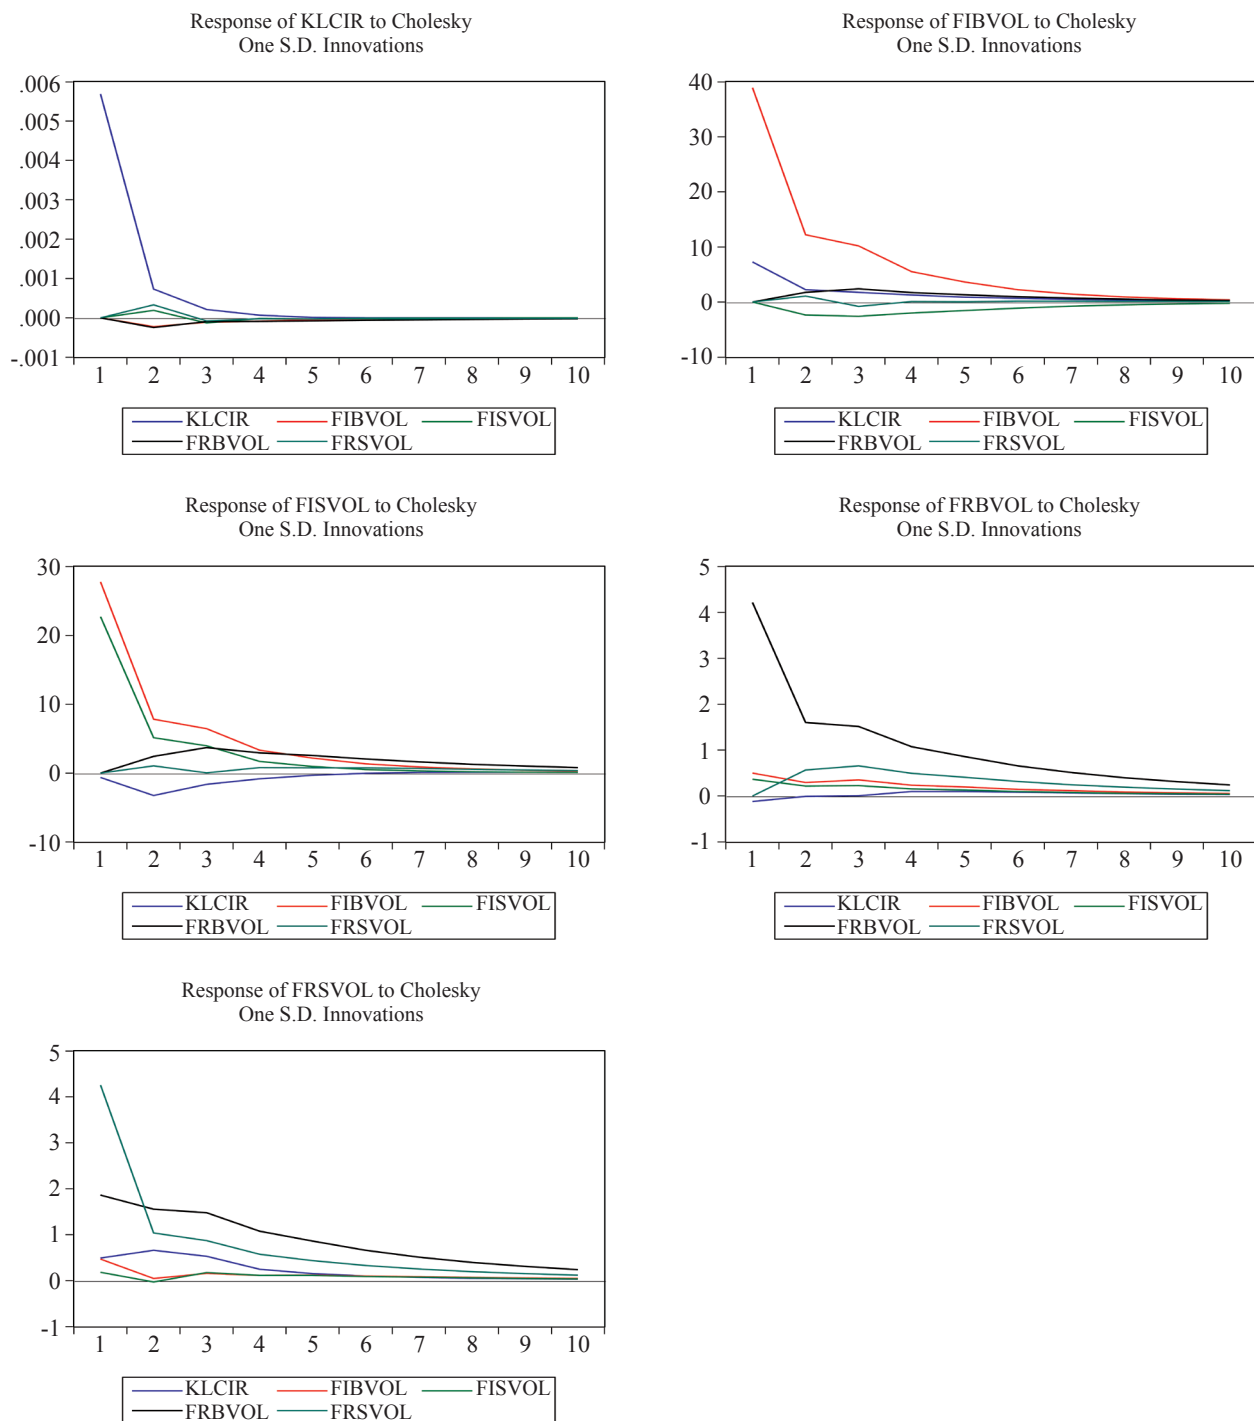 Response of KLCIR to Cholesky
One S.D. Innovations
.006
.005
.004
.003
.002
.001
.000
-.001
1 2 3 4 5 6 7 8 9 10
KLCIR FIBVOL FISVOL
FRBVOL FRSVOL
Response of FIBVOL to Cholesky
One S.D. Innovations
40
30
20
10
0
-10
1 2 3 4 5 6 7 8 9 10
KLCIR FIBVOL FISVOL
FRBVOL FRSVOL
Response of FISVOL to Cholesky
One S.D. Innovations
30
20
10
0
-10
1 2 3 4 5 6 7 8 9 10
KLCIR FIBVOL FISVOL
FRBVOL FRSVOL
Response of FRBVOL to Cholesky
One S.D. Innovations
5
4
3
2
1
0
-1
1 2 3 4 5 6 7 8 9 10
KLCIR FIBVOL FISVOL
FRBVOL FRSVOL
Response of FRSVOL to Cholesky
One S.D. Innovations
5
4
3
2
1
0
-1
1 2 3 4 5 6 7 8 9 10
KLCIR FIBVOL FISVOL
FRBVOL FRSVOL